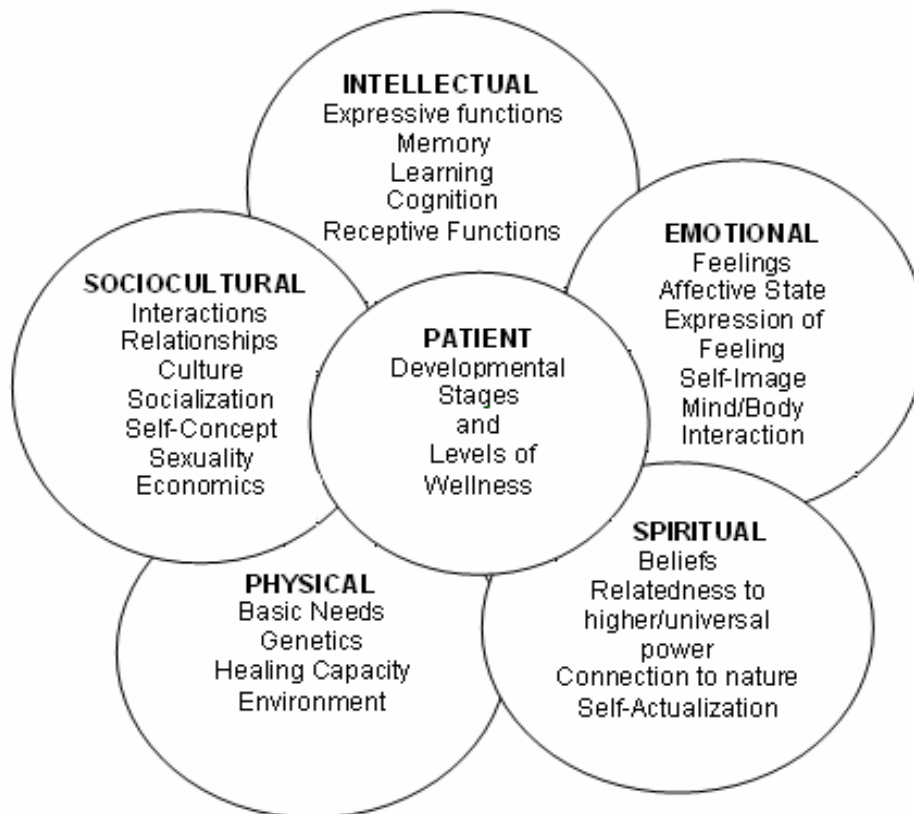 INTELLECTUAL
Expressive functions
Memory
Learning
Cognition
Receptive Functions
EMOTIONAL
Feelings
Affective State
Expression of
Feeling
Self-Image
Mind/Body
Interaction
SOCIOCULTURAL
Interactions
Relationships
Culture
Socialization
Self-Concept
Sexuality
Economics
PATIENT
Developmental
Stages
and
Levels of
Wellness
SPIRITUAL
Beliefs
Relatedness to
higher/universal
power
Connection to nature
Self-Actualization
PHYSICAL
Basic Needs
Genetics
Healing Capacity
Environment